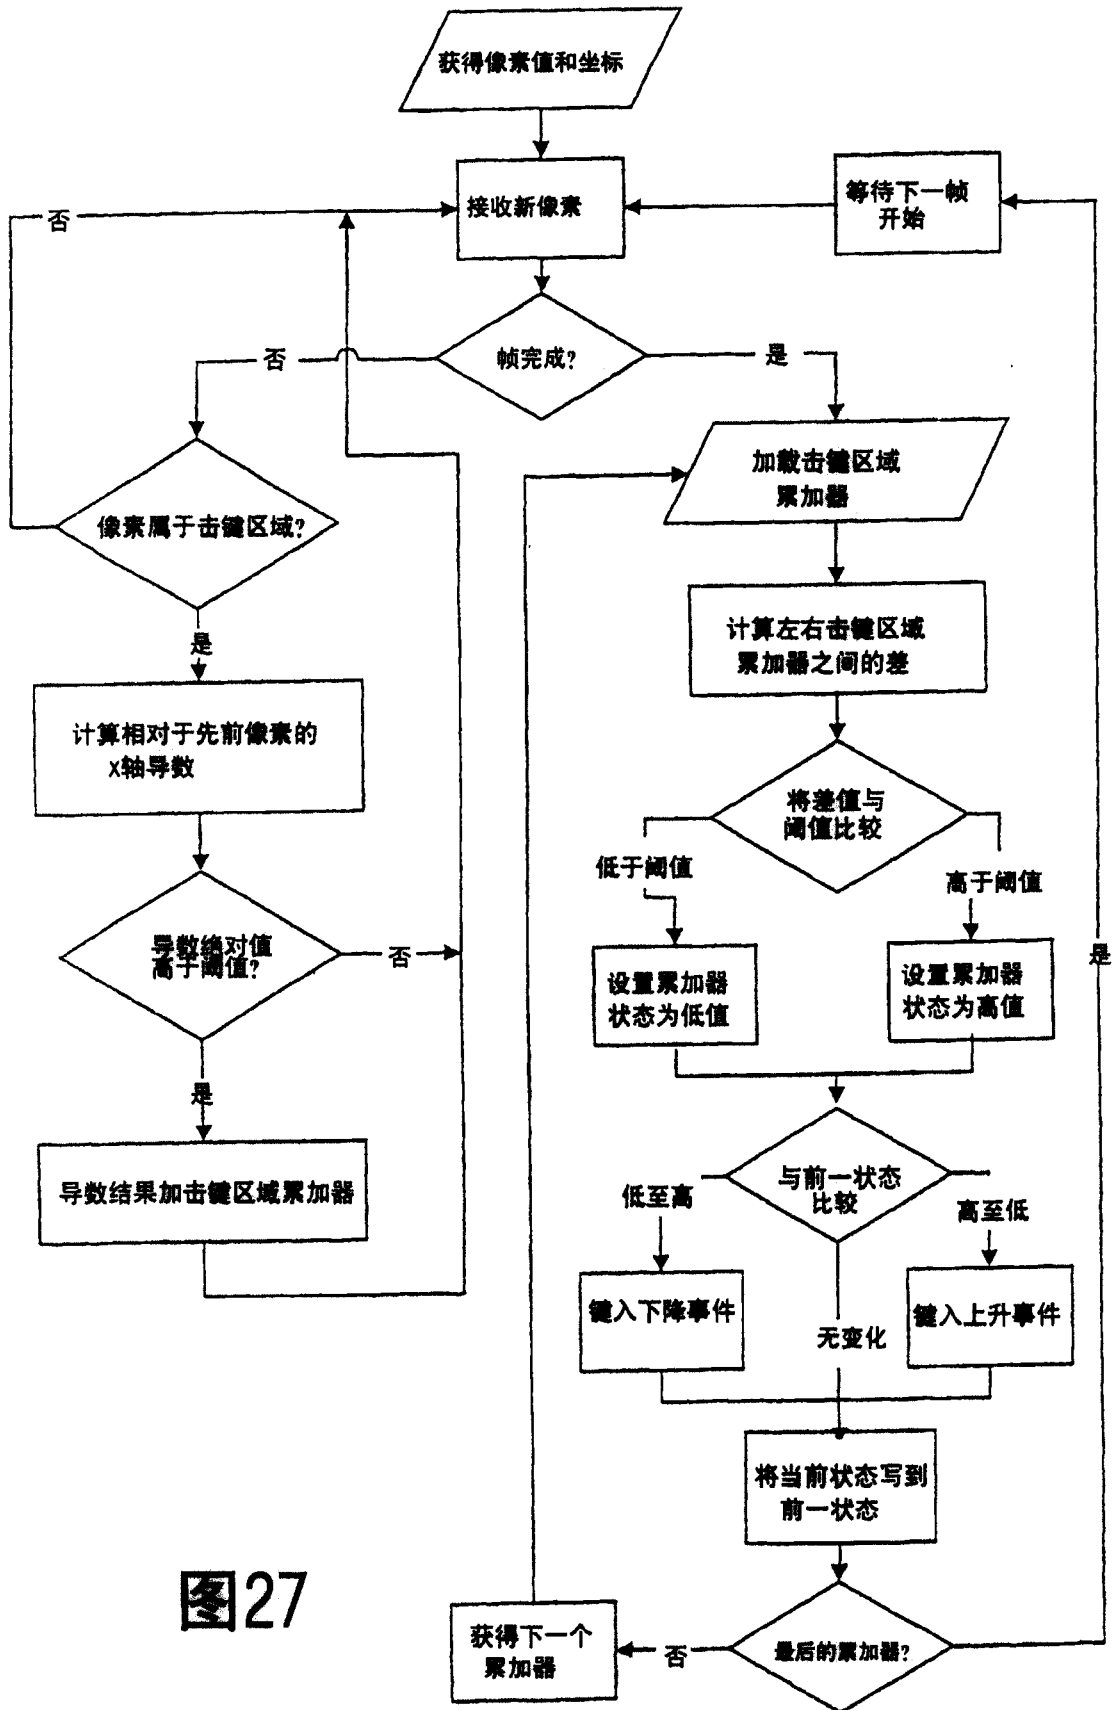 获得像素值和坐标
接收新像素
等待下一帧
开始
否
帧完成?
否
是
像素属于击键区域?
是
加载击键区域
累加器
计算左右击键区域
累加器之间的差
计算相对于先前像素的
X轴导数
将差值与
阈值比较
低于阈值
高于阈值
导数绝对值
高于阈值?
否
是
设置累加器
状态为低值
设置累加器
状态为高值
是
导数结果加击键区域累加器
与前一状态
比较
低至高
高至低
键入下降事件
无变化
键入上升事件
将当前状态写到
前一状态
最后的累加器?
否
是
获得下一个
累加器
图27